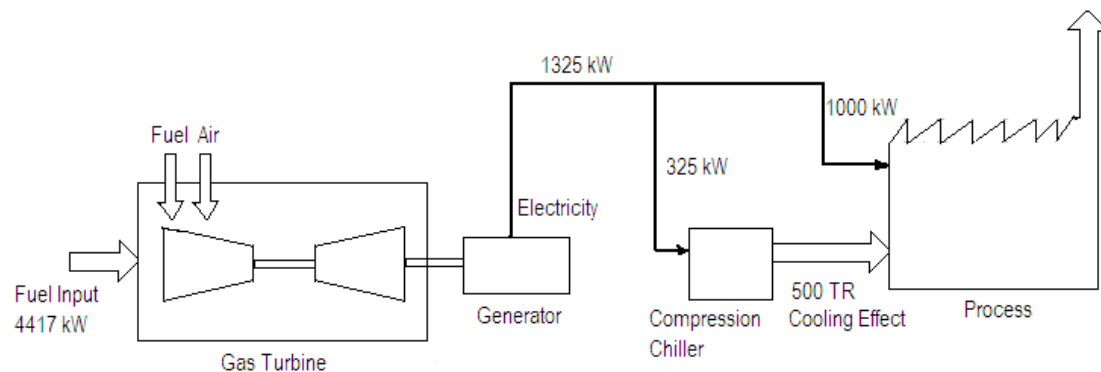 1325 kW
1000 kW
Fuel Air
325 kW
Electricity
Fuel Input
4417 kW
Generator
Compression
Chiller
500 TR
Cooling Effect
Process
Gas Turbine